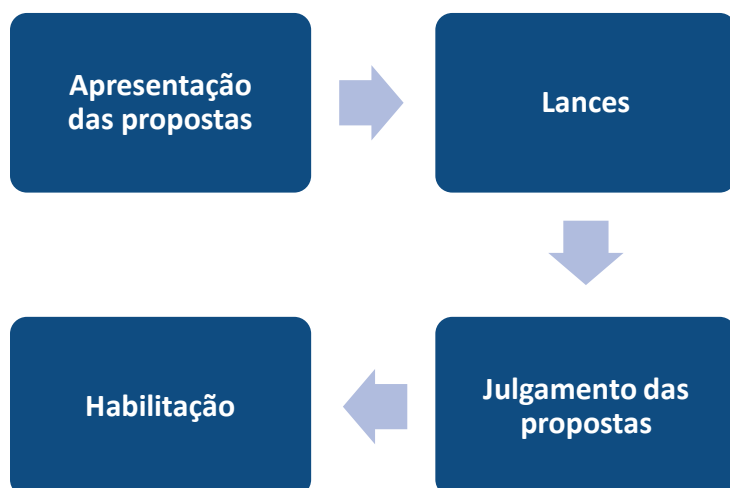 Apresentação
das propostas
Lances
Julgamento das
propostas
Habilitação